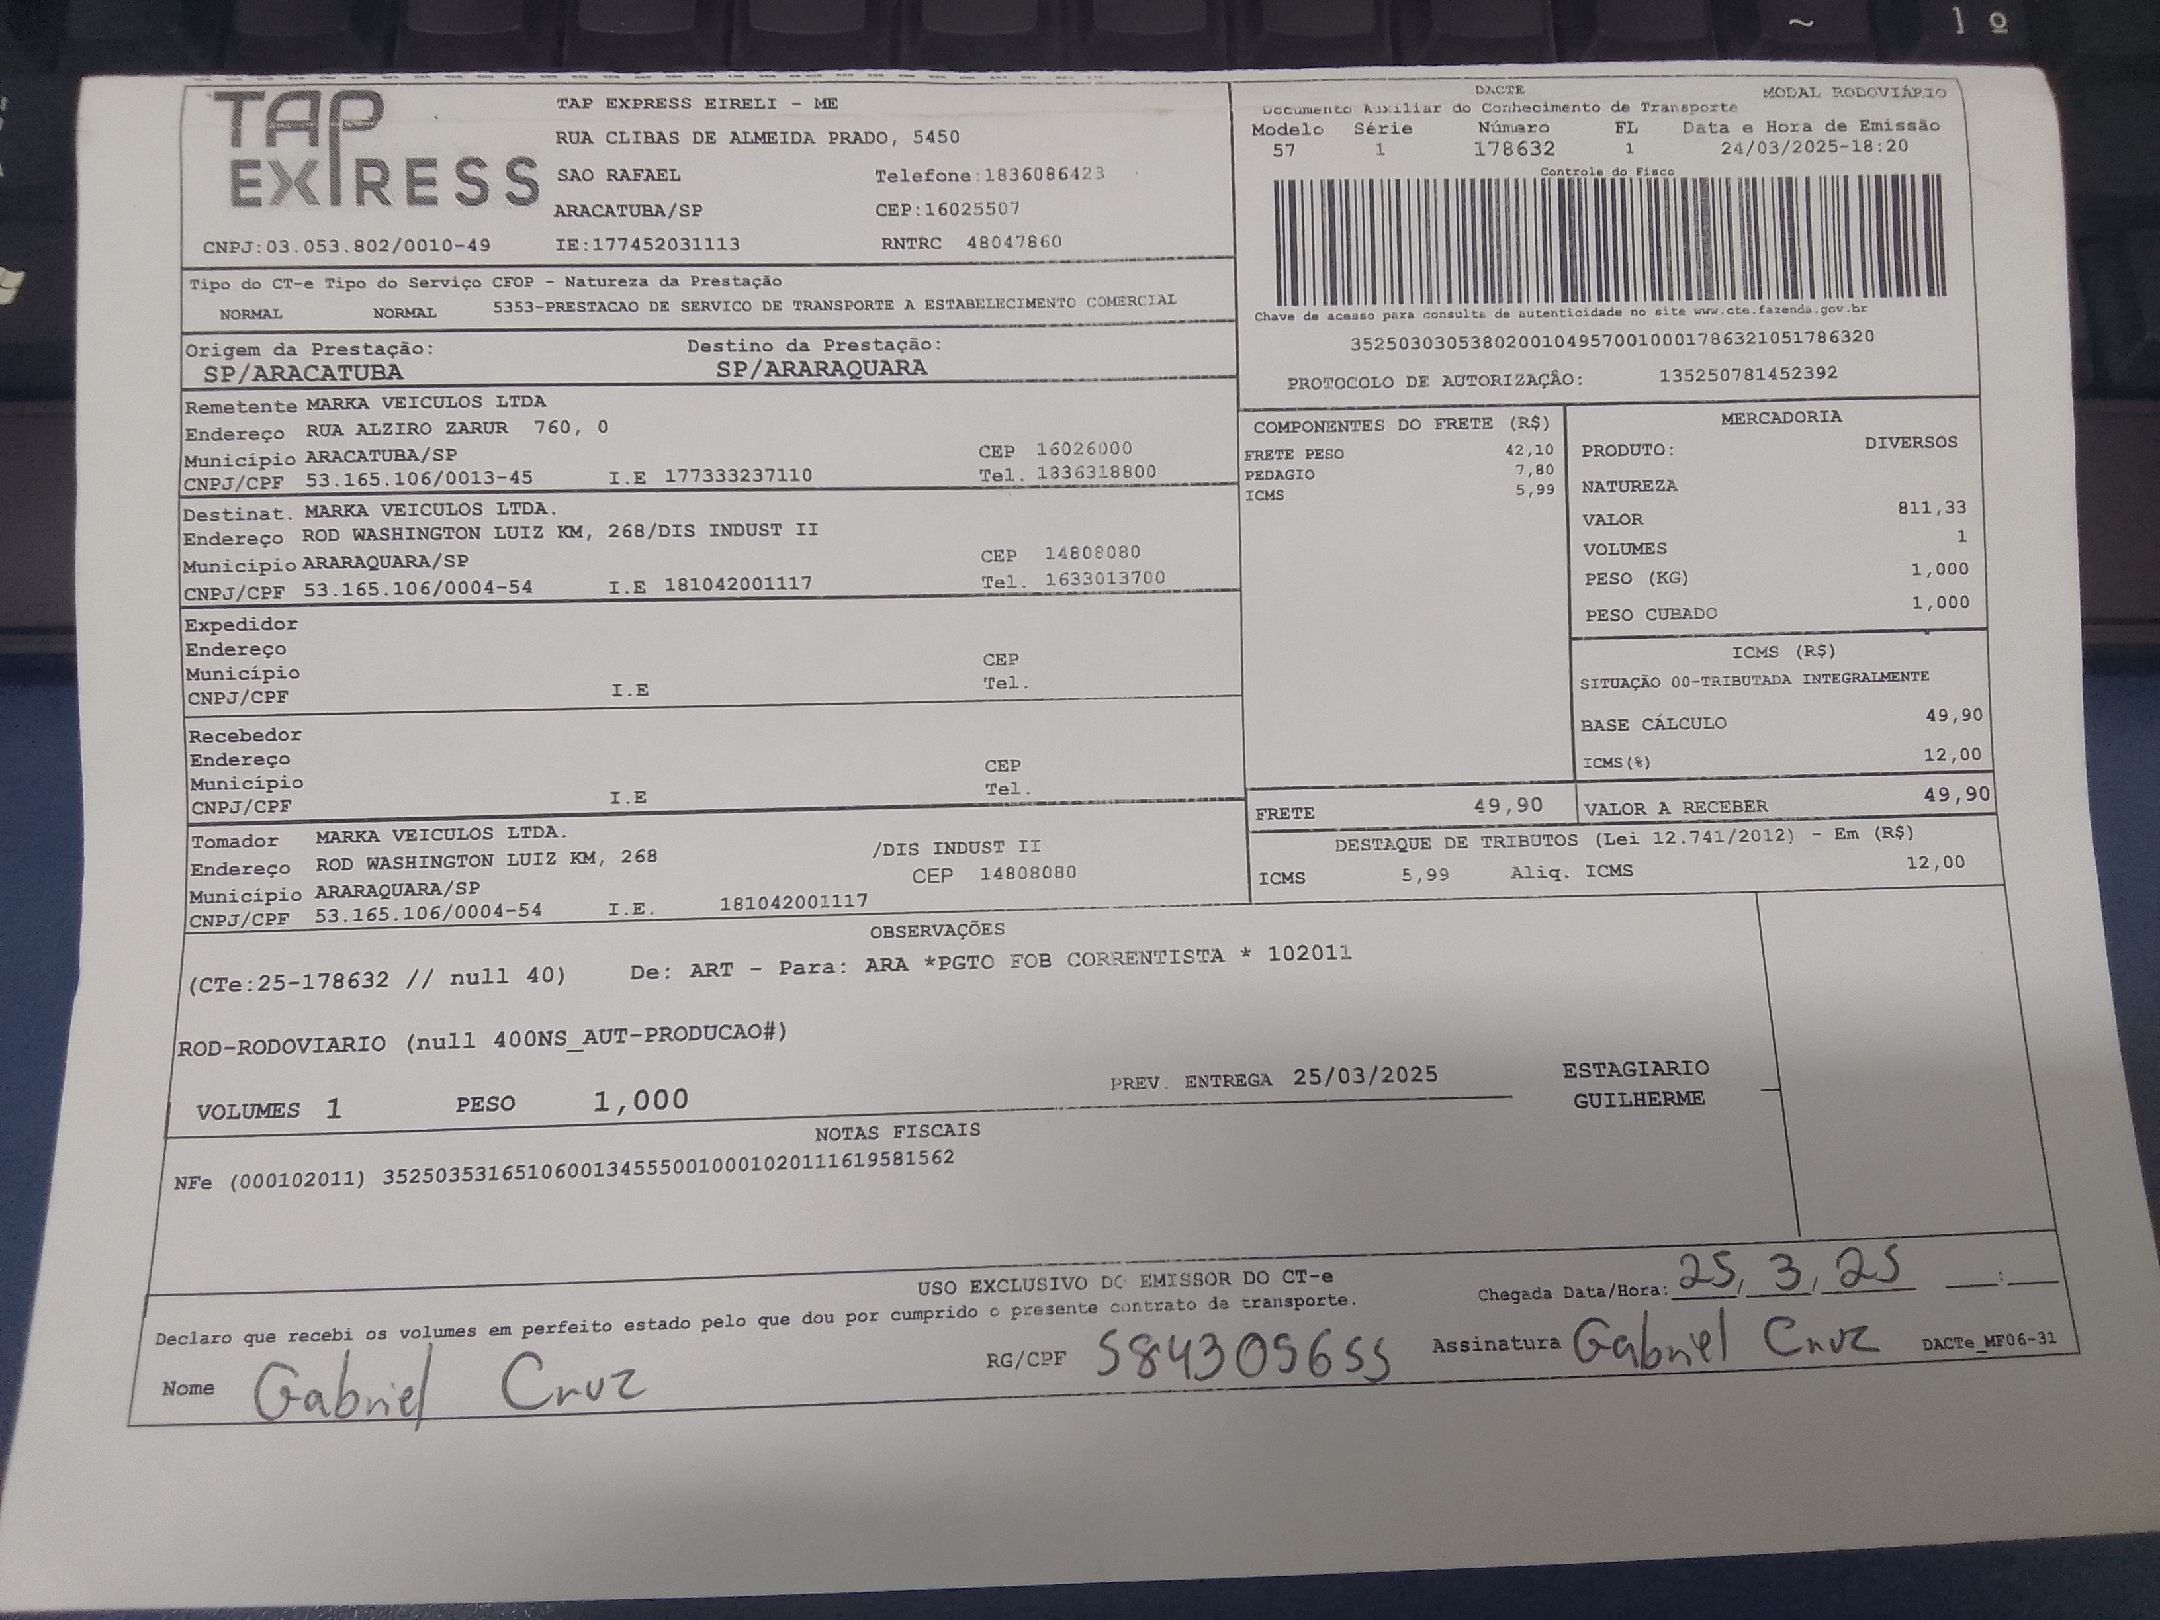 TAP EXPRESS
TAP EXPRESS EIRELI - ME
RUA CLIBAS DE ALMEIDA PRADO, 5450
SAO RAFAEL Telefone:1836086423
ARACATUBA/SP CEP:16025507
CNPJ:03.053.802/0010-49 IE:177452031113 RNTRC 48047860
DACTE MODAL RODOVIÁRIO
Documento Auxiliar do Conhecimento de Transporte
Modelo Série Número FL Data e Hora de Emissão
57 1 178632 1 24/03/2025-18:20
Controle do Fisco
Chave de acesso para consulta de autenticidade no site www.cte.fazenda.gov.br
35250303053802001049570010001786321051786320
PROTOCOLO DE AUTORIZAÇÃO: 135250781452392
Tipo do CT-e Tipo do Serviço CFOP - Natureza da Prestação
NORMAL NORMAL 5353-PRESTACAO DE SERVICO DE TRANSPORTE A ESTABELECIMENTO COMERCIAL
Origem da Prestação: Destino da Prestação:
SP/ARACATUBA SP/ARARAQUARA
Remetente MARKA VEICULOS LTDA
Endereço RUA ALZIRO ZARUR 760, 0
Município ARACATUBA/SP CEP 16026000
CNPJ/CPF 53.165.106/0013-45 I.E 177333237110 Tel. 1836318800
Destinat. MARKA VEICULOS LTDA.
Endereço ROD WASHINGTON LUIZ KM, 268/DIS INDUST II
Municipio ARARAQUARA/SP CEP 14808080
CNPJ/CPF 53.165.106/0004-54 I.E 181042001117 Tel. 1633013700
Expedidor
Endereço
Município CEP
CNPJ/CPF I.E Tel.
Recebedor
Endereço
Município CEP
CNPJ/CPF I.E Tel.
Tomador MARKA VEICULOS LTDA.
Endereço ROD WASHINGTON LUIZ KM, 268 /DIS INDUST II
Município ARARAQUARA/SP CEP 14808080
CNPJ/CPF 53.165.106/0004-54 I.E. 181042001117
COMPONENTES DO FRETE (R$)
FRETE PESO 42,10
PEDAGIO 7,80
ICMS 5,99
MERCADORIA
PRODUTO: DIVERSOS
NATUREZA
VALOR 811,33
VOLUMES 1
PESO (KG) 1,000
PESO CUBADO 1,000
ICMS (R$)
SITUAÇÃO 00-TRIBUTADA INTEGRALMENTE
BASE CÁLCULO 49,90
ICMS(%) 12,00
FRETE 49,90 VALOR A RECEBER 49,90
DESTAQUE DE TRIBUTOS (Lei 12.741/2012) - Em (R$)
ICMS 5,99 Aliq. ICMS 12,00
OBSERVAÇÕES
(CTe:25-178632 // null 40) De: ART - Para: ARA *PGTO FOB CORRENTISTA * 102011
ROD-RODOVIARIO (null 400NS_AUT-PRODUCAO#)
VOLUMES 1 PESO 1,000 PREV. ENTREGA 25/03/2025 ESTAGIARIO
GUILHERME
NOTAS FISCAIS
NFe (000102011) 35250353165106001345550010001020111619581562
USO EXCLUSIVO DO EMISSOR DO CT-e
Declaro que recebi os volumes em perfeito estado pelo que dou por cumprido o presente contrato de transporte.
Chegada Data/Hora: 25, 3, 25 :
Nome Gabriel Cruz RG/CPF 584305655 Assinatura Gabriel Cruz DACTe_MF06-31
~ ] º